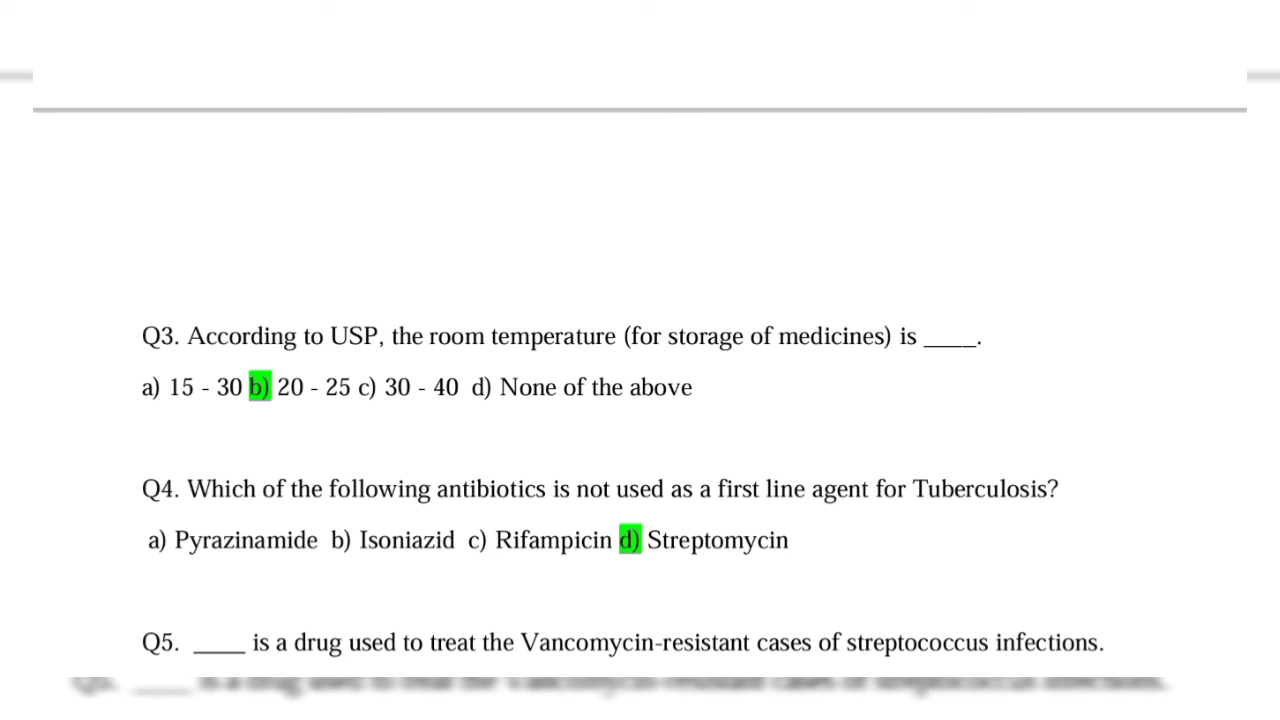 Q3. According to USP, the room temperature (for storage of medicines) is ____.
a) 15 - 30 b) 20 - 25 c) 30 - 40 d) None of the above
Q4. Which of the following antibiotics is not used as a first line agent for Tuberculosis?
a) Pyrazinamide b) Isoniazid c) Rifampicin d) Streptomycin
Q5. ____ is a drug used to treat the Vancomycin-resistant cases of streptococcus infections.